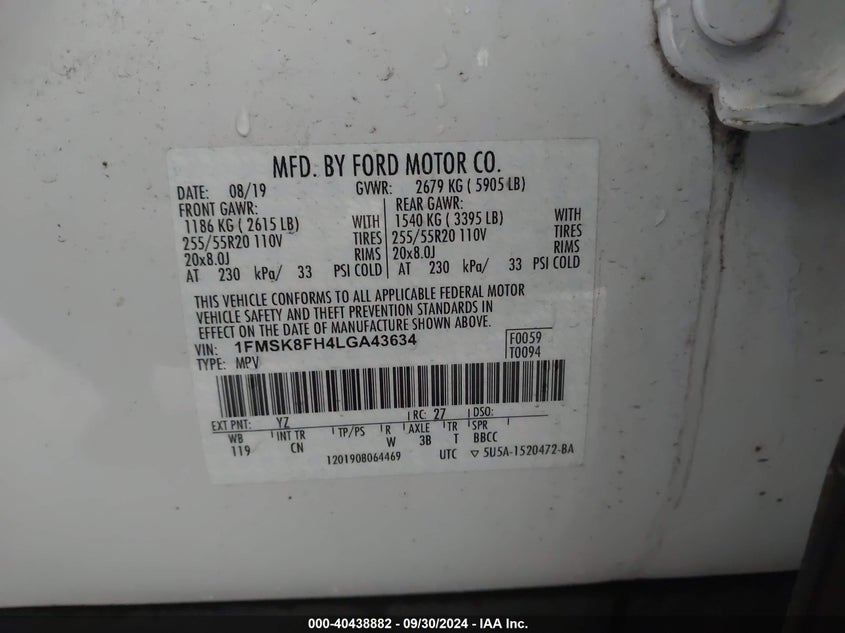 MFD. BY FORD MOTOR CO.
DATE: 08/19 GVWR: 2679 KG ( 5905 LB)
FRONT GAWR: REAR GAWR:
1186 KG ( 2615 LB) WITH 1540 KG ( 3395 LB) WITH
255/55R20 110V TIRES 255/55R20 110V TIRES
20x8.0J RIMS 20x8.0J RIMS
AT 230 kPa/ 33 PSI COLD AT 230 kPa/ 33 PSI COLD
THIS VEHICLE CONFORMS TO ALL APPLICABLE FEDERAL MOTOR
VEHICLE SAFETY AND THEFT PREVENTION STANDARDS IN
EFFECT ON THE DATE OF MANUFACTURE SHOWN ABOVE.
VIN: 1FMSK8FH4LGA43634 F0059
TYPE: MPV T0094
EXT PNT: YZ RC: 27 DSO:
WB INT TR TP/PS R AXLE TR SPR
119 CN W 3B T BBCC
1201908064469 UTC ▽ 5U5A-1520472-BA
000-40438882 - 09/30/2024 - IAA Inc.